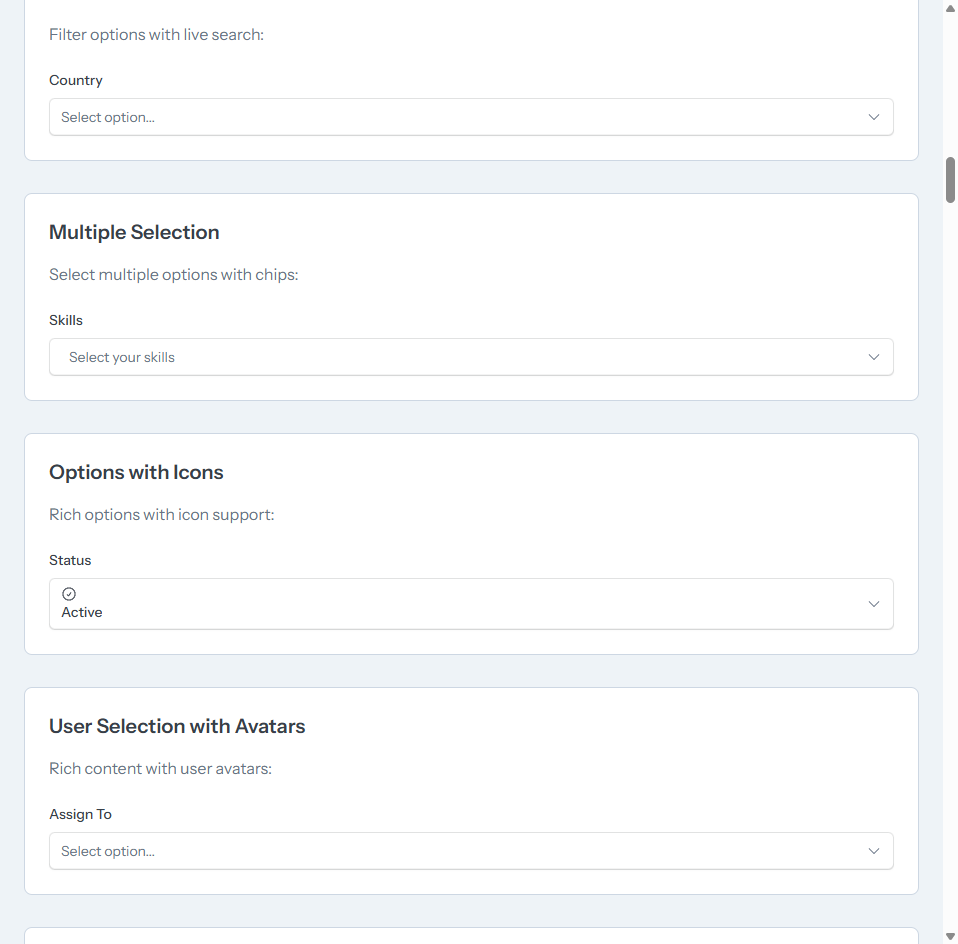 Filter options with live search:
Country
Select option...
Multiple Selection
Select multiple options with chips:
Skills
Select your skills
Options with Icons
Rich options with icon support:
Status
Active
User Selection with Avatars
Rich content with user avatars:
Assign To
Select option...